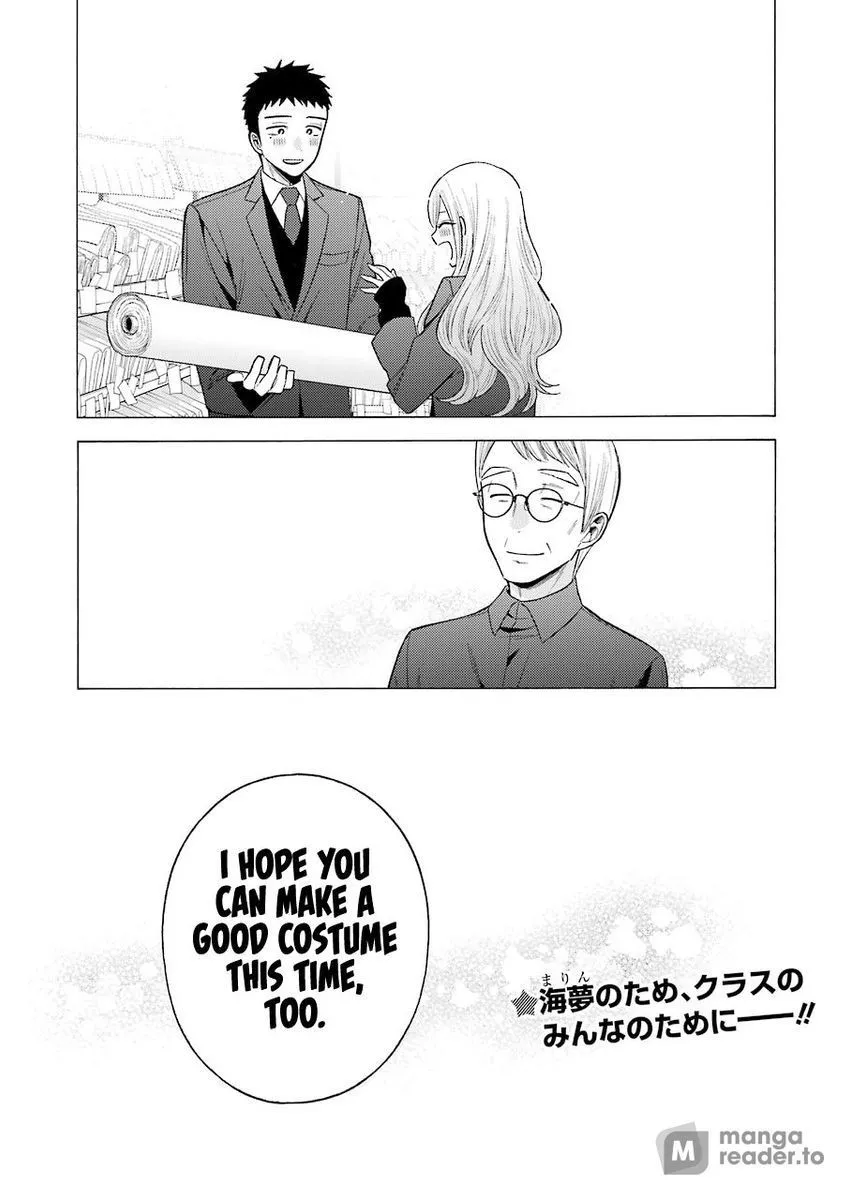 I HOPE YOU
CAN MAKE A
GOOD COSTUME
THIS TIME,
TOO.
まりん
海夢のため、クラスの
みんなのために――!!
M manga
reader.to